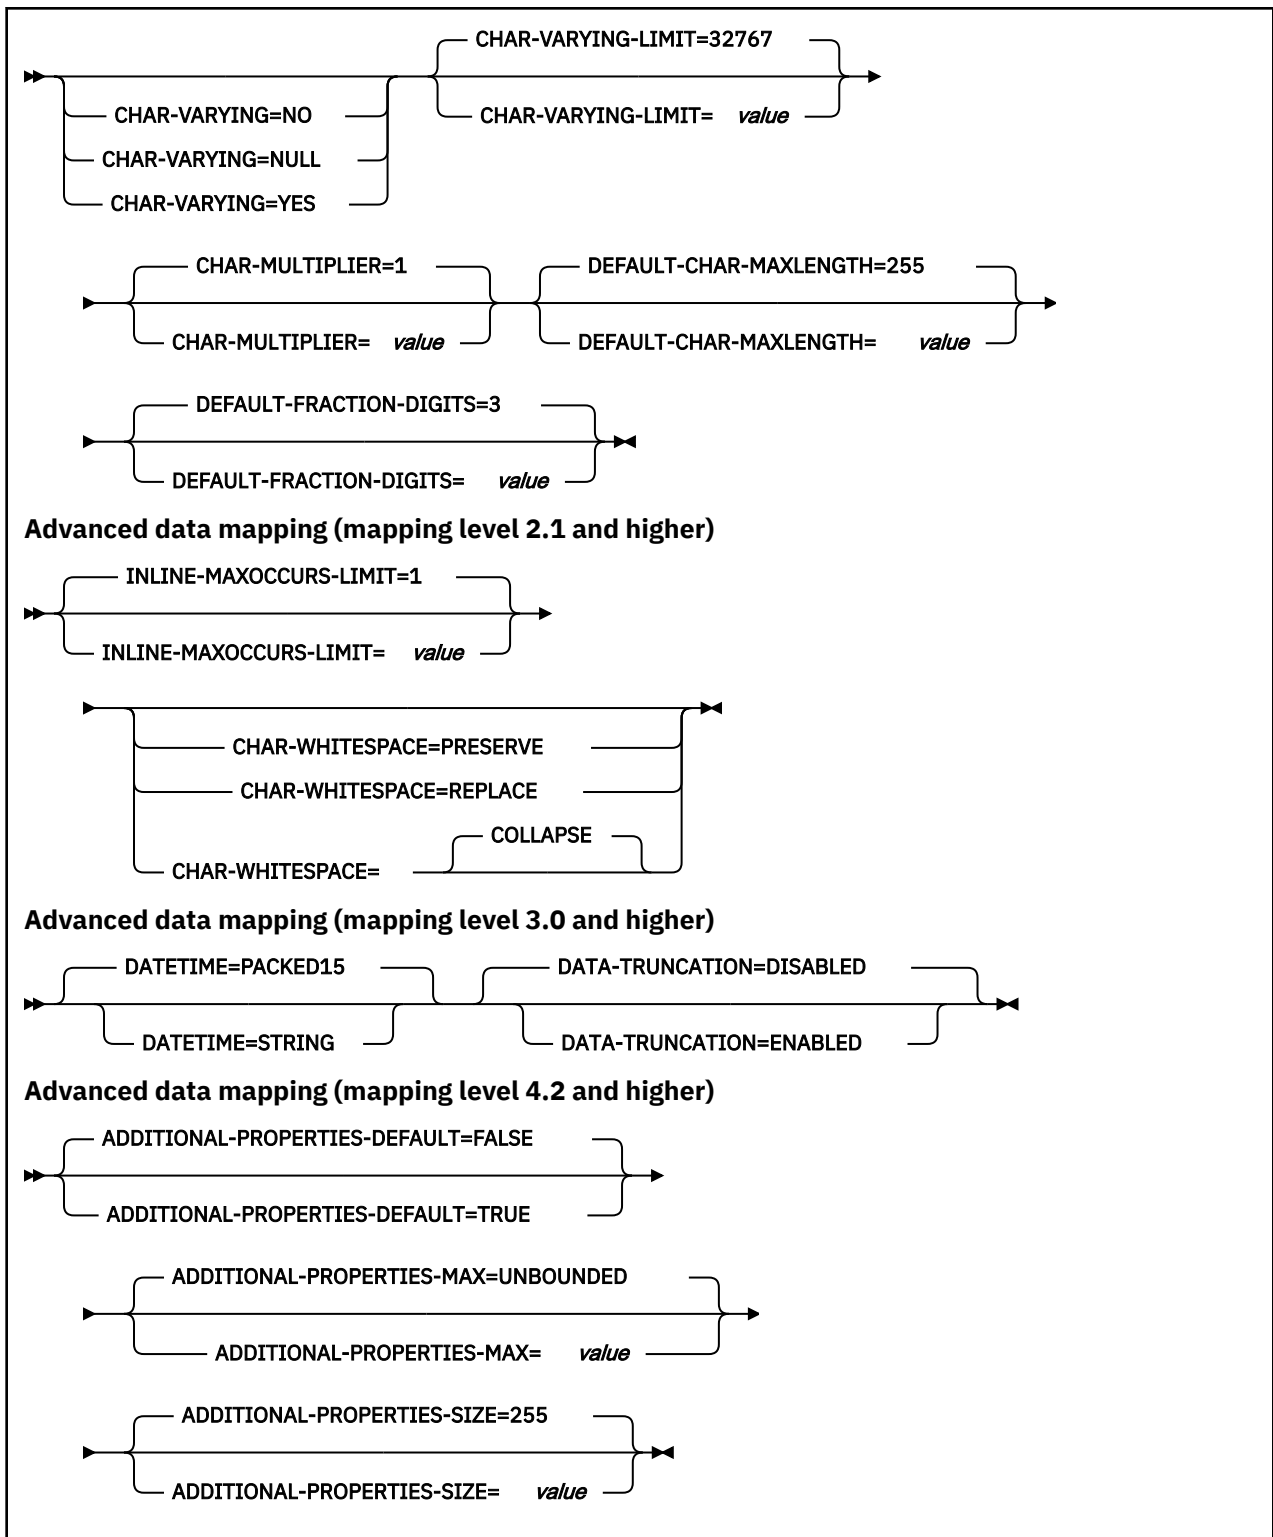 CHAR-VARYING-LIMIT=32767
CHAR-VARYING=NO CHAR-VARYING-LIMIT= value
CHAR-VARYING=NULL
CHAR-VARYING=YES
CHAR-MULTIPLIER=1 DEFAULT-CHAR-MAXLENGTH=255
CHAR-MULTIPLIER= value DEFAULT-CHAR-MAXLENGTH= value
DEFAULT-FRACTION-DIGITS=3
DEFAULT-FRACTION-DIGITS= value
Advanced data mapping (mapping level 2.1 and higher)
INLINE-MAXOCCURS-LIMIT=1
INLINE-MAXOCCURS-LIMIT= value
CHAR-WHITESPACE=PRESERVE
CHAR-WHITESPACE=REPLACE
COLLAPSE
CHAR-WHITESPACE=
Advanced data mapping (mapping level 3.0 and higher)
DATETIME=PACKED15 DATA-TRUNCATION=DISABLED
DATETIME=STRING DATA-TRUNCATION=ENABLED
Advanced data mapping (mapping level 4.2 and higher)
ADDITIONAL-PROPERTIES-DEFAULT=FALSE
ADDITIONAL-PROPERTIES-DEFAULT=TRUE
ADDITIONAL-PROPERTIES-MAX=UNBOUNDED
ADDITIONAL-PROPERTIES-MAX= value
ADDITIONAL-PROPERTIES-SIZE=255
ADDITIONAL-PROPERTIES-SIZE= value